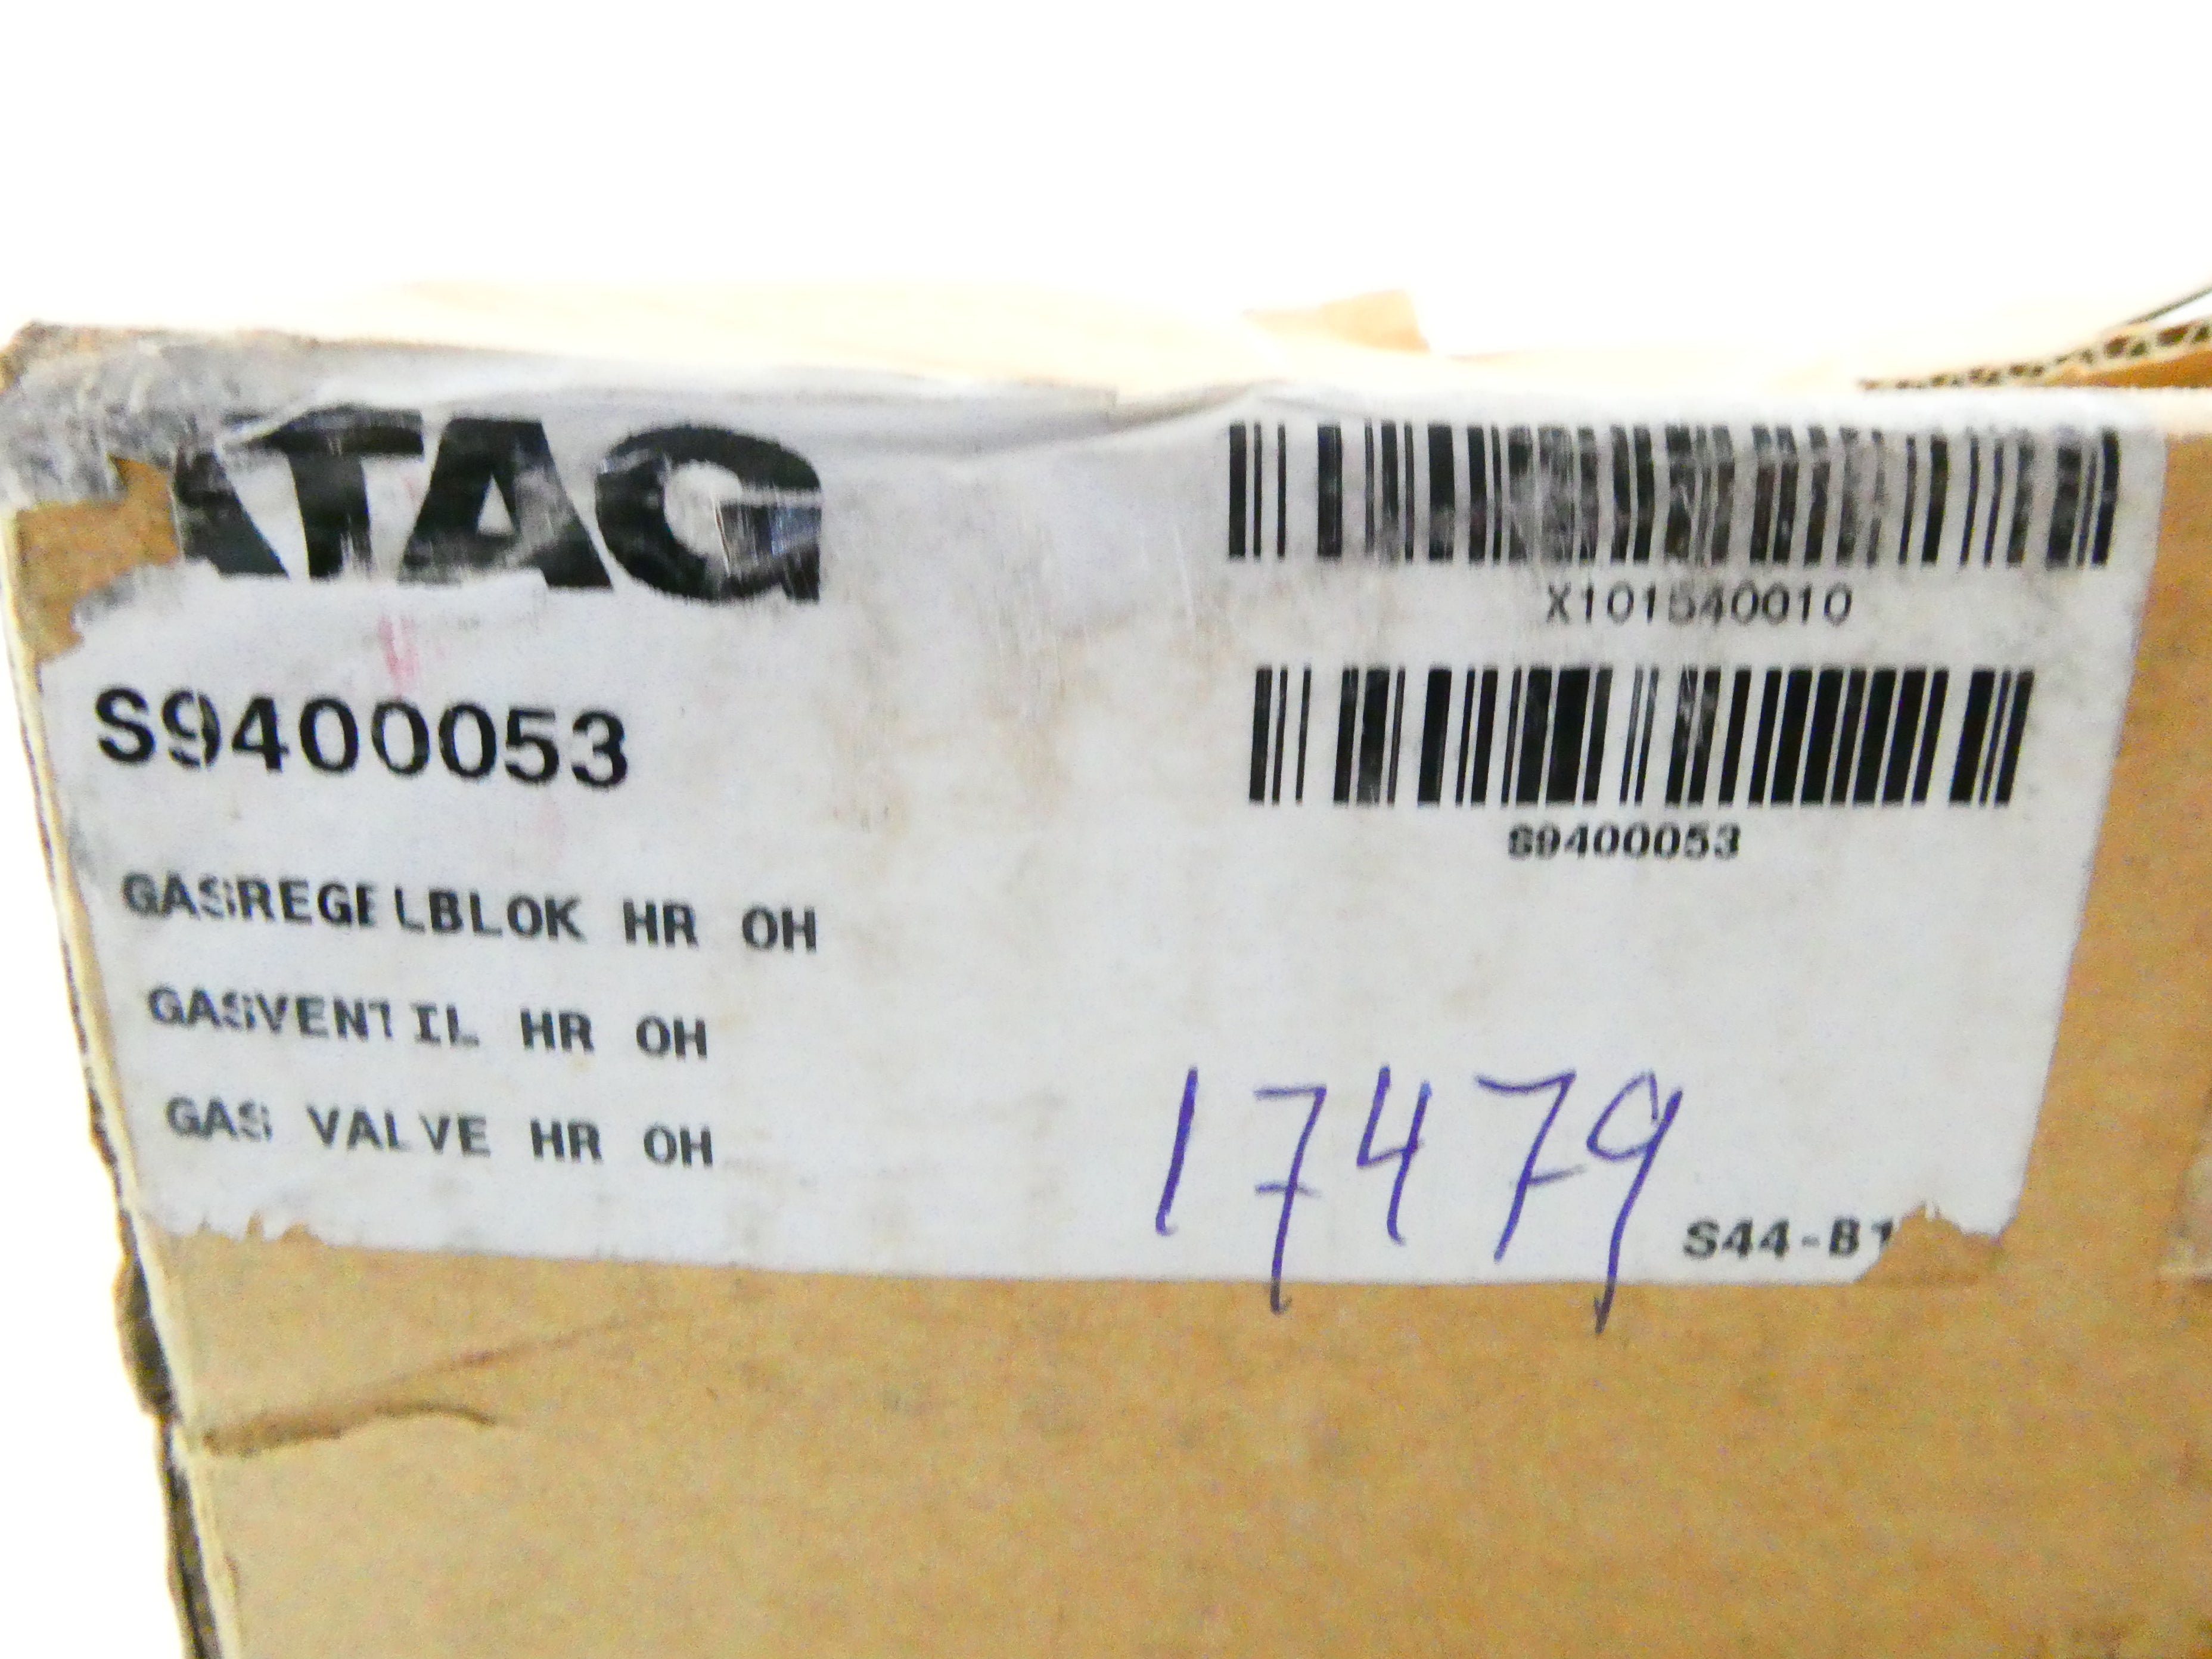 ATAG
X101540010
S9400053
S9400053
GASREGELBLOK HR OH
GASVENTIL HR OH
GAS VALVE HR OH
17479
S44-B1